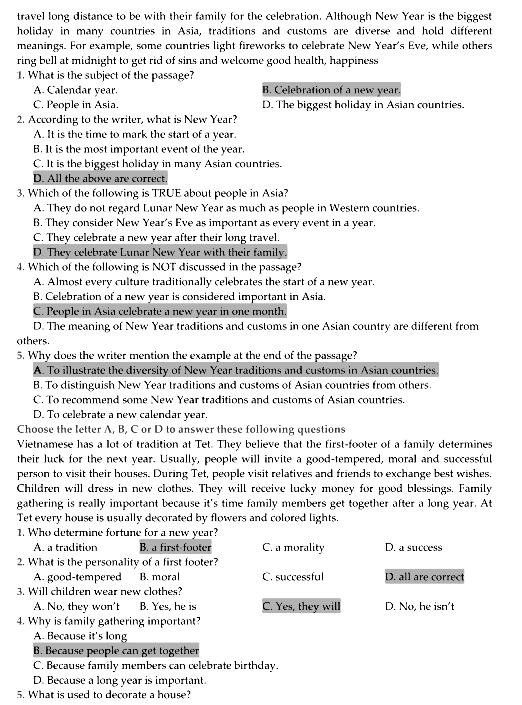 travel long distance to be with their family for the celebration. Although New Year is the biggest
holiday in many countries in Asia, traditions and customs are diverse and hold different
meanings. For example, some countries light fireworks to celebrate New Year's Eve, while others
ring bell at midnight to get rid of sins and welcome good health, happiness
1. What is the subject of the passage?
A. Calendar year. B. Celebration of a new year.
C. People in Asia. D. The biggest holiday in Asian countries.
2. According to the writer, what is New Year?
A. It is the time to mark the start of a year.
B. It is the most important event of the year.
C. It is the biggest holiday in many Asian countries.
D. All the above are correct.
3. Which of the following is TRUE about people in Asia?
A. They do not regard Lunar New Year as much as people in Western countries.
B. They consider New Year's Eve as important as every event in a year.
C. They celebrate a new year after their long travel.
D. They celebrate Lunar New Year with their family.
4. Which of the following is NOT discussed in the passage?
A. Almost every culture traditionally celebrates the start of a new year.
B. Celebration of a new year is considered important in Asia.
C. People in Asia celebrate a new year in one month.
D. The meaning of New Year traditions and customs in one Asian country are different from
others.
5. Why does the writer mention the example at the end of the passage?
A. To illustrate the diversity of New Year traditions and customs in Asian countries.
B. To distinguish New Year traditions and customs of Asian countries from others.
C. To recommend some New Year traditions and customs of Asian countries.
D. To celebrate a new calendar year.
Choose the letter A, B, C or D to answer these following questions
Vietnamese has a lot of tradition at Tet. They believe that the first-footer of a family determines
their luck for the next year. Usually, people will invite a good-tempered, moral and successful
person to visit their houses. During Tet, people visit relatives and friends to exchange best wishes.
Children will dress in new clothes. They will receive lucky money for good blessings. Family
gathering is really important because it's time family members get together after a long year. At
Tet every house is usually decorated by flowers and colored lights.
1. Who determine fortune for a new year?
A. a tradition B. a first-footer C. a morality D. a success
2. What is the personality of a first footer?
A. good-tempered B. moral C. successful D. all are correct
3. Will children wear new clothes?
A. No, they won't B. Yes, he is C. Yes, they will D. No, he isn't
4. Why is family gathering important?
A. Because it's long
B. Because people can get together
C. Because family members can celebrate birthday.
D. Because a long year is important.
5. What is used to decorate a house?